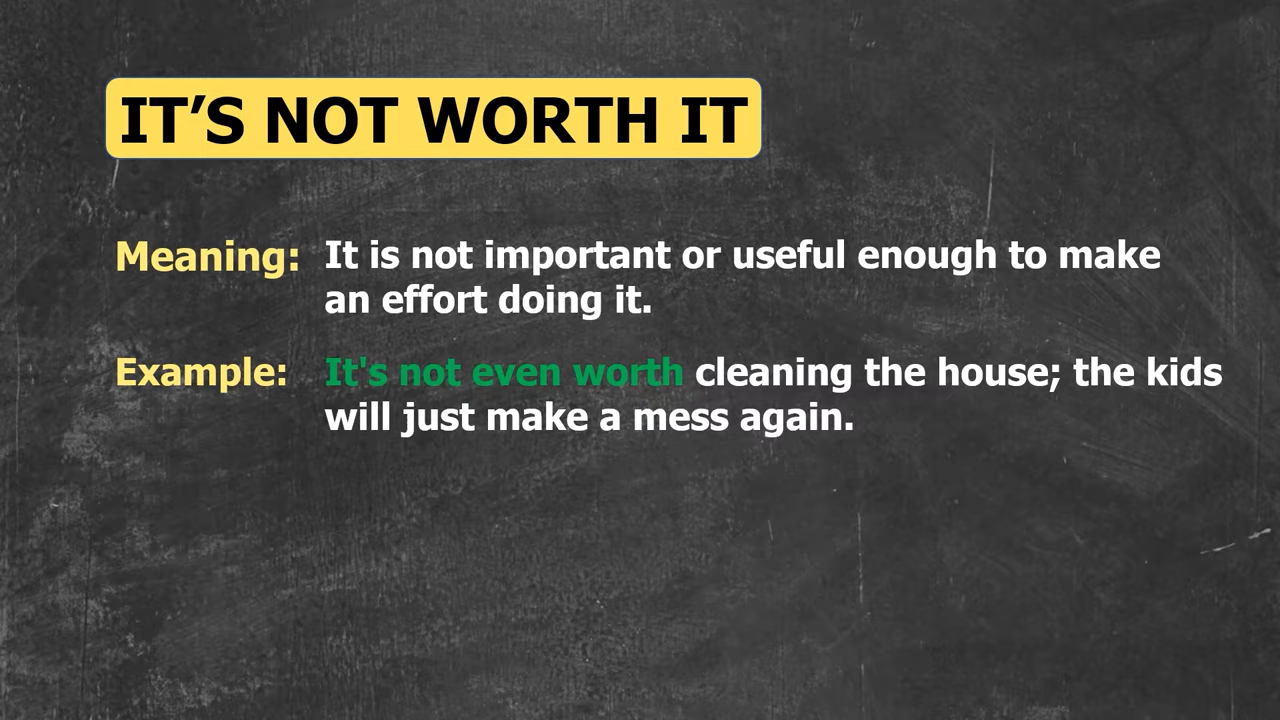 IT’S NOT WORTH IT
Meaning: It is not important or useful enough to make
an effort doing it.
Example: It's not even worth cleaning the house; the kids
will just make a mess again.